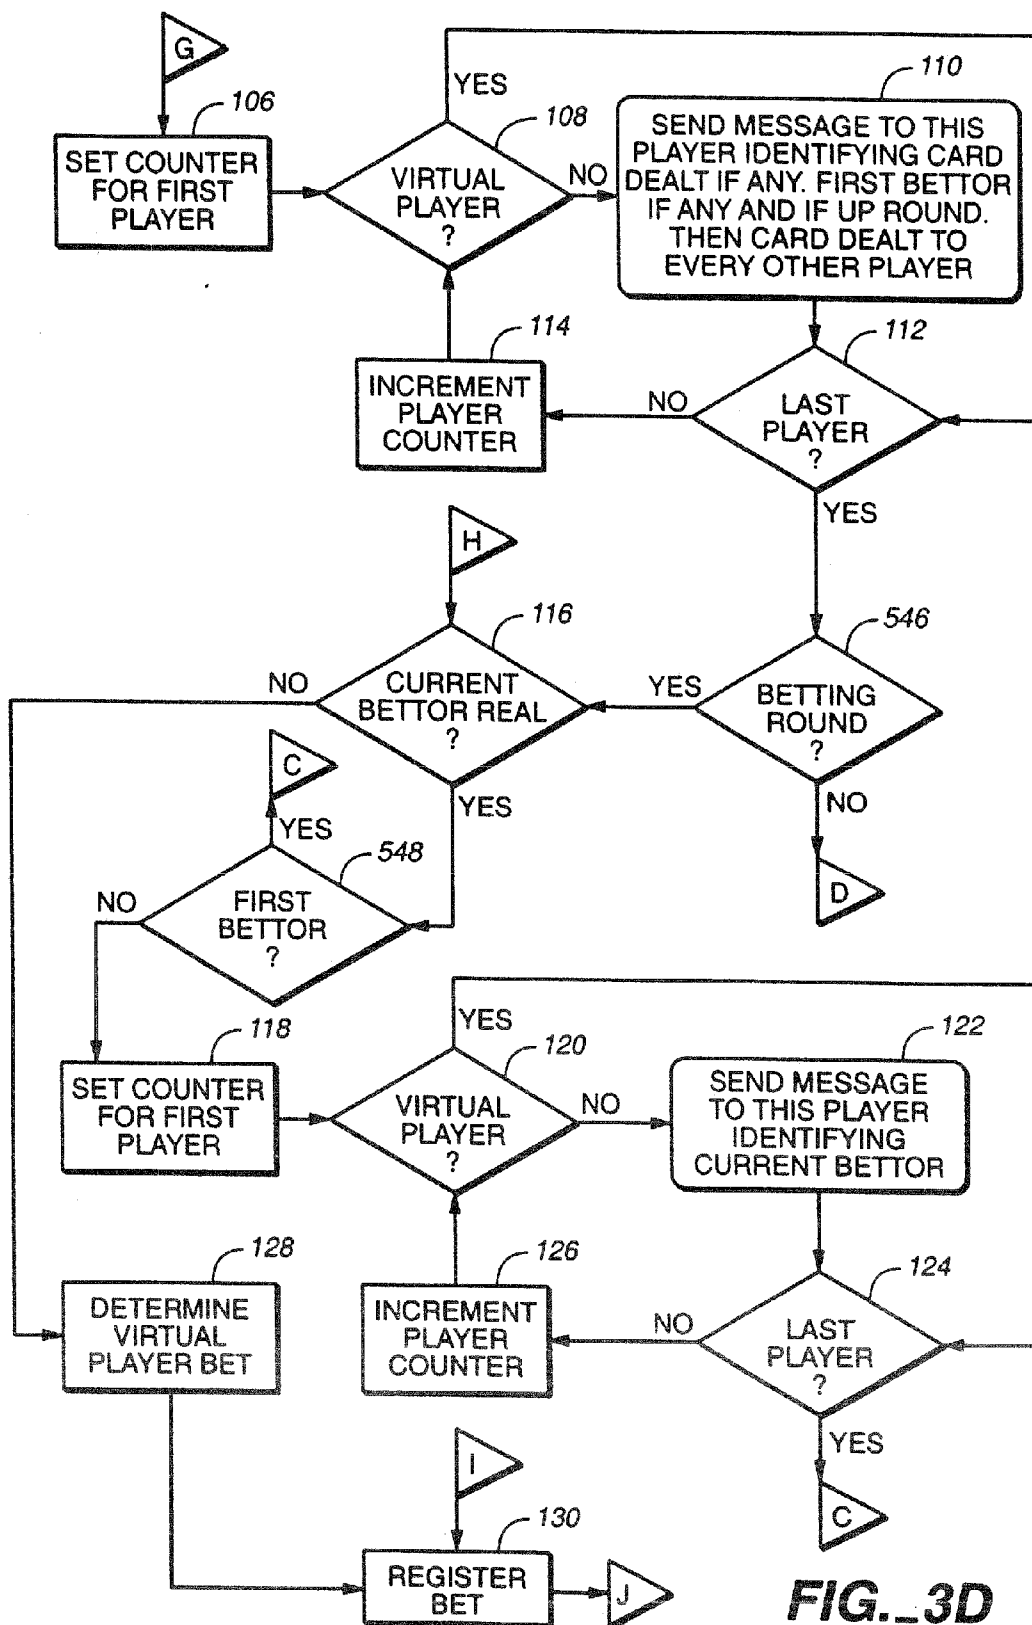 G
106
SET COUNTER
FOR FIRST
PLAYER
YES
108
VIRTUAL
PLAYER
?
NO
110
SEND MESSAGE TO THIS
PLAYER IDENTIFYING CARD
DEALT IF ANY. FIRST BETTOR
IF ANY AND IF UP ROUND.
THEN CARD DEALT TO
EVERY OTHER PLAYER
114
INCREMENT
PLAYER
COUNTER
NO
112
LAST
PLAYER
?
YES
H
116
CURRENT
BETTOR REAL
?
NO
YES
546
BETTING
ROUND
?
YES
NO
D
C
YES
548
FIRST
BETTOR
?
NO
118
SET COUNTER
FOR FIRST
PLAYER
YES
120
VIRTUAL
PLAYER
?
NO
122
SEND MESSAGE
TO THIS PLAYER
IDENTIFYING
CURRENT BETTOR
128
DETERMINE
VIRTUAL
PLAYER BET
126
INCREMENT
PLAYER
COUNTER
NO
124
LAST
PLAYER
?
YES
C
I
130
REGISTER
BET
J
FIG._3D